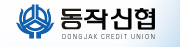 동작신협
DONGJAK CREDIT UNION